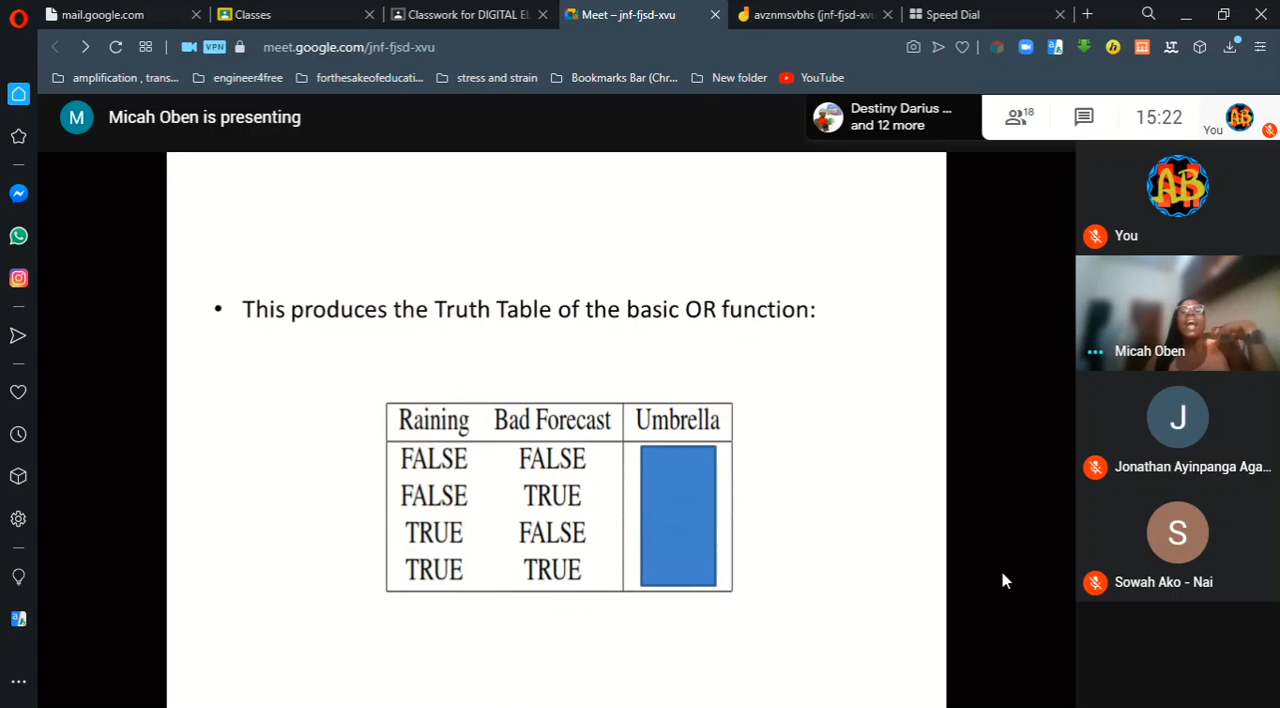 mail.google.com
Classes
Classwork for DIGITAL EL
Meet – jnf-fjsd-xvu
avznmsvbhs (jnf-fjsd-xvu
Speed Dial
VPN
meet.google.com/jnf-fjsd-xvu
amplification , trans...
engineer4free
forthesakeofeducati...
stress and strain
Bookmarks Bar (Chr...
New folder
YouTube
M
Micah Oben is presenting
Destiny Darius ...
and 12 more
18
15:22
You
AB
• This produces the Truth Table of the basic OR function:
Raining Bad Forecast Umbrella
FALSE FALSE
FALSE TRUE
TRUE FALSE
TRUE TRUE
AB
You
Micah Oben
J
Jonathan Ayinpanga Aga...
S
Sowah Ako - Nai